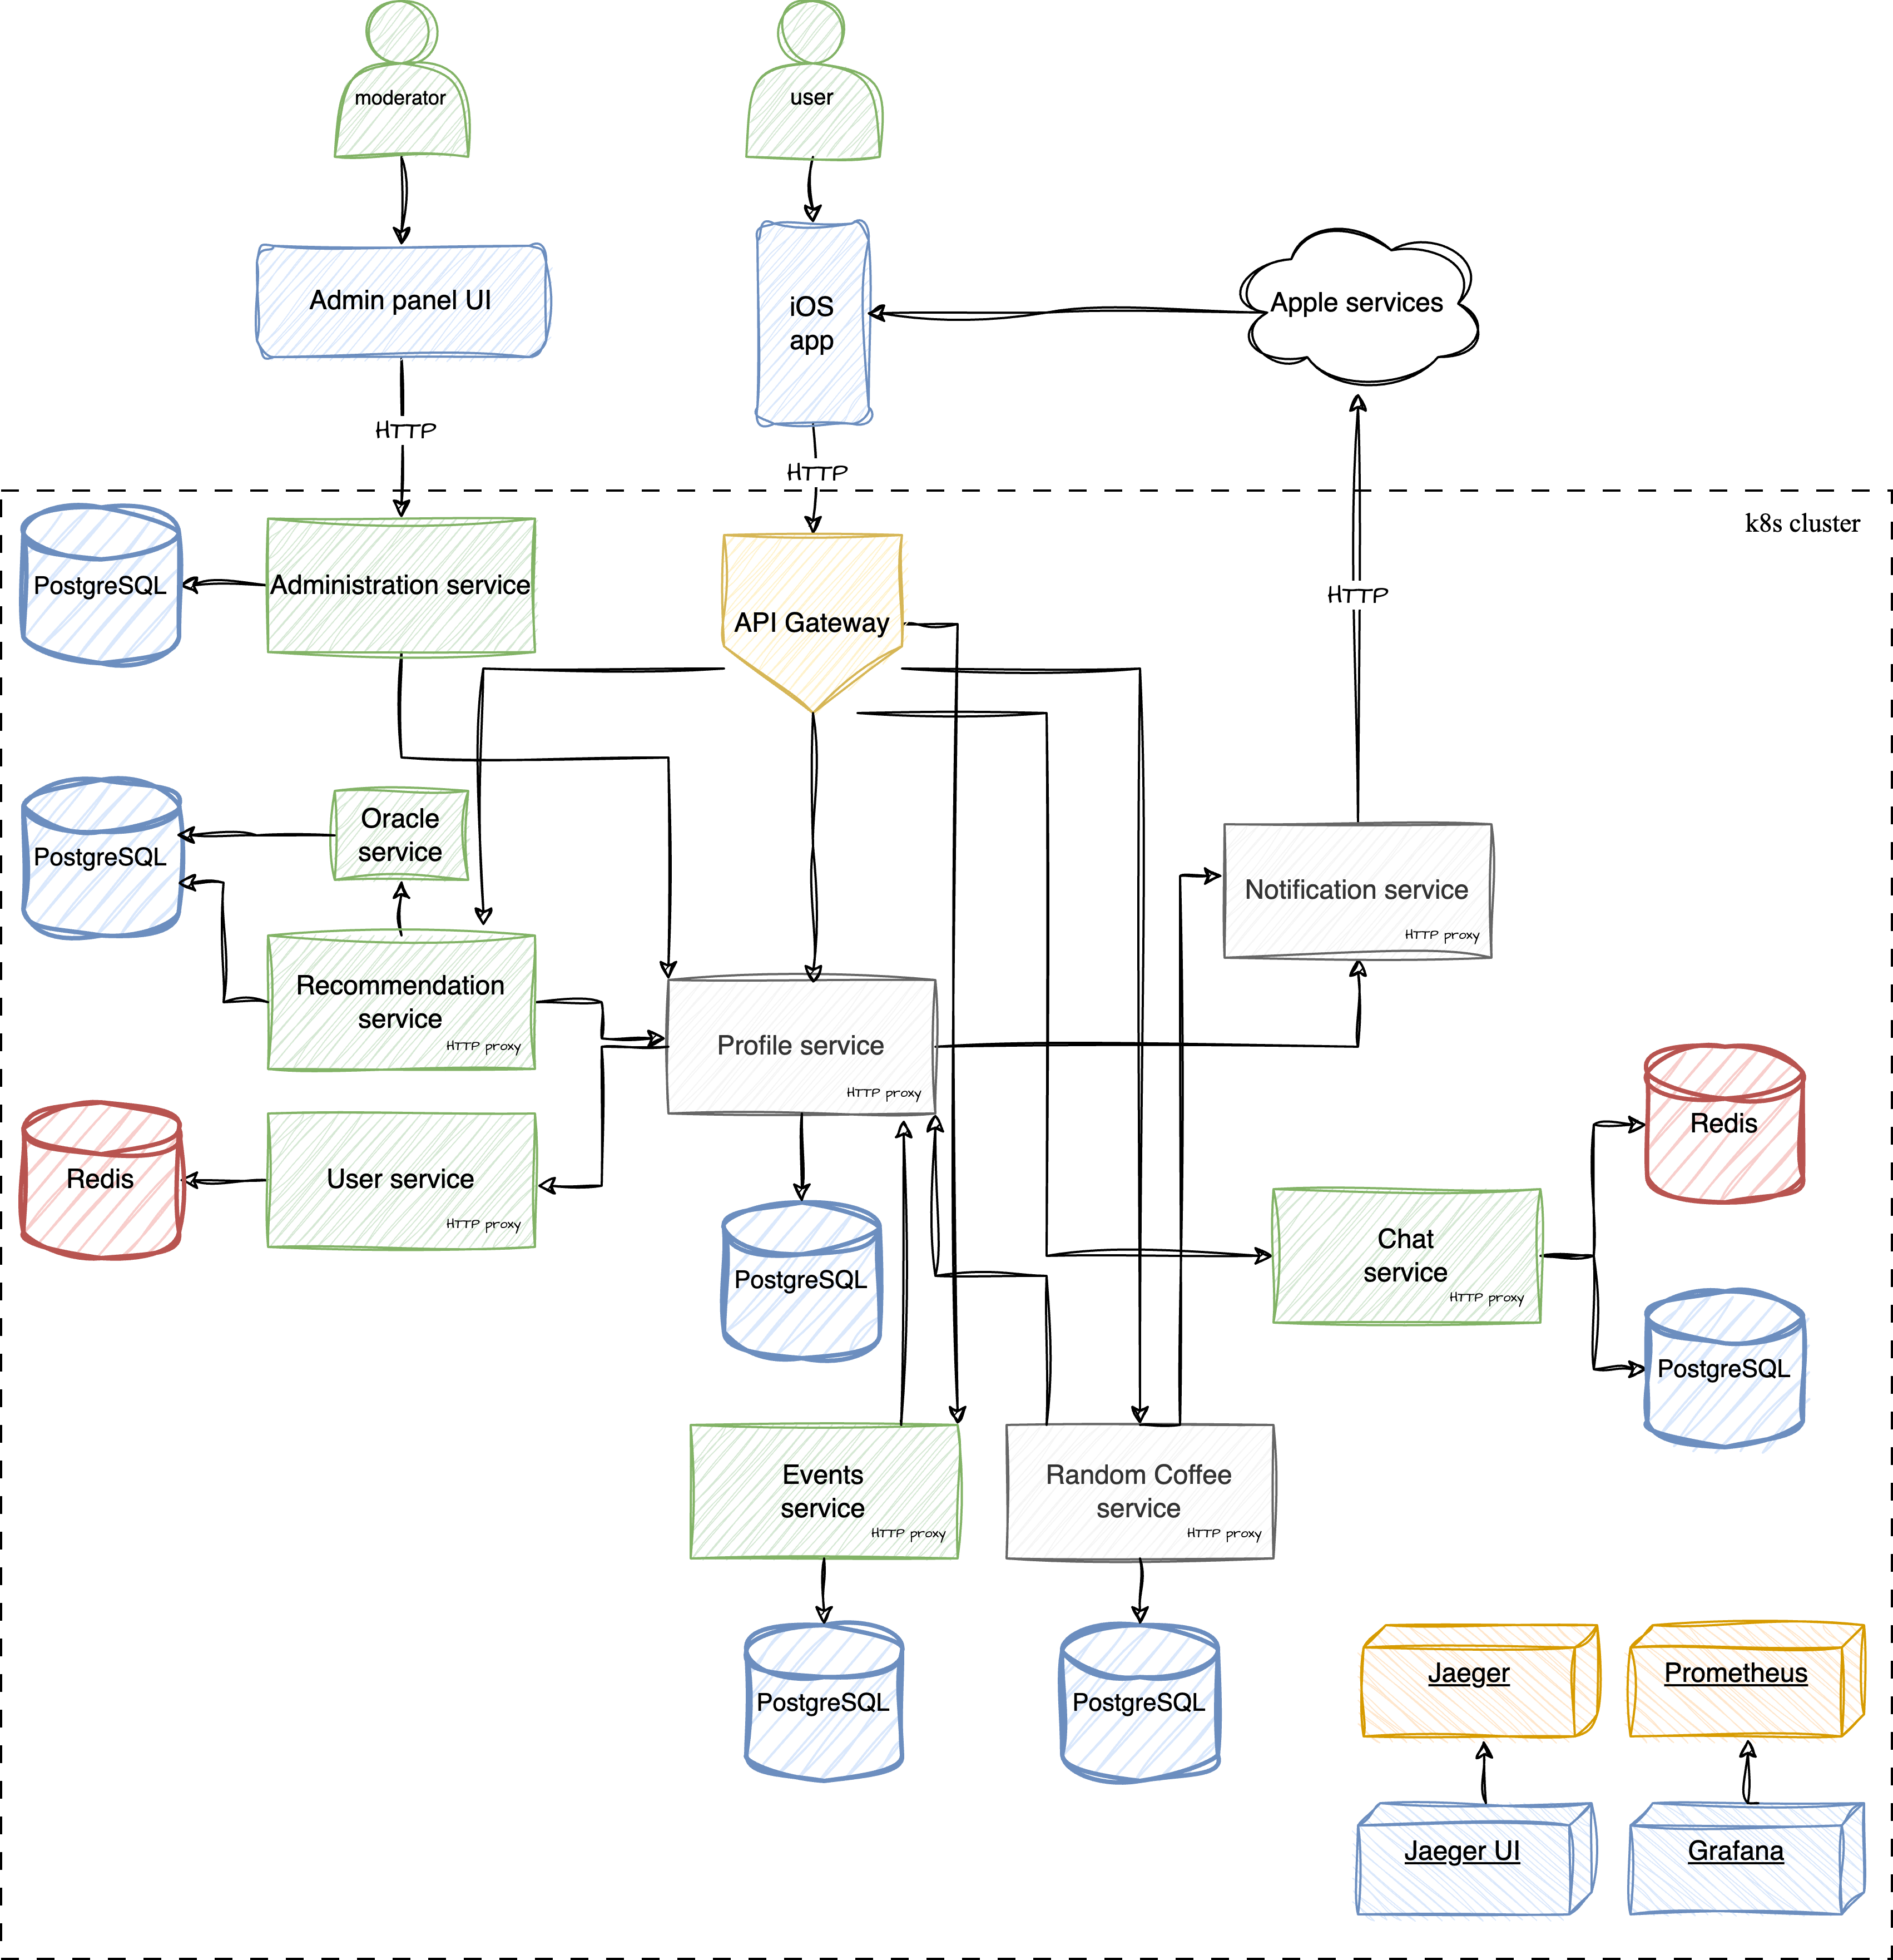 moderator
user
Admin panel UI
iOS
app
Apple services
HTTP
HTTP
k8s cluster
PostgreSQL
Administration service
API Gateway
HTTP
Oracle
service
PostgreSQL
Notification service
HTTP proxy
Recommendation
service
HTTP proxy
Profile service
HTTP proxy
Redis
User service
HTTP proxy
Redis
Chat
service
HTTP proxy
PostgreSQL
PostgreSQL
Events
service
HTTP proxy
Random Coffee
service
HTTP proxy
PostgreSQL
PostgreSQL
Jaeger
Prometheus
Jaeger UI
Grafana